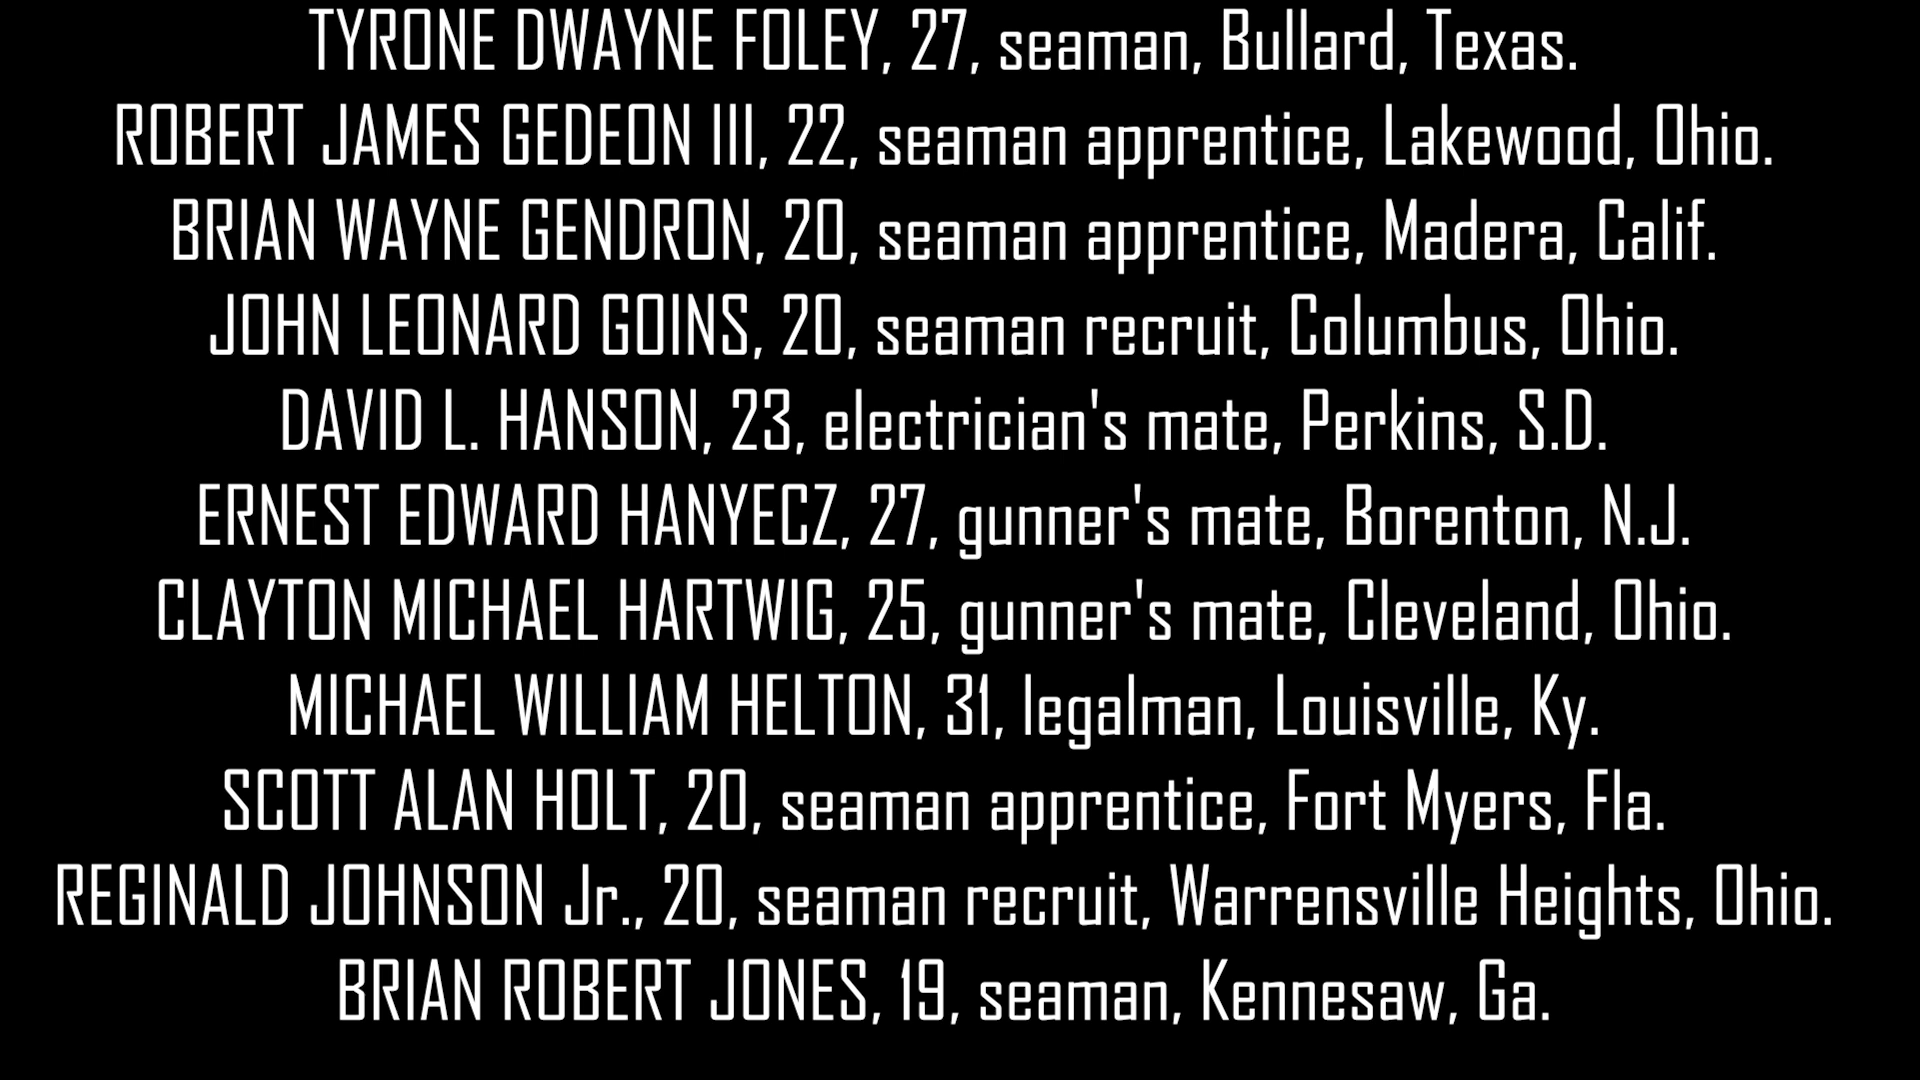 TYRONE DWAYNE FOLEY, 27, seaman, Bullard, Texas.
ROBERT JAMES GEDEON III, 22, seaman apprentice, Lakewood, Ohio.
BRIAN WAYNE GENDRON, 20, seaman apprentice, Madera, Calif.
JOHN LEONARD GOINS, 20, seaman recruit, Columbus, Ohio.
DAVID L. HANSON, 23, electrician's mate, Perkins, S.D.
ERNEST EDWARD HANYECZ, 27, gunner's mate, Borenton, N.J.
CLAYTON MICHAEL HARTWIG, 25, gunner's mate, Cleveland, Ohio.
MICHAEL WILLIAM HELTON, 31, legalman, Louisville, Ky.
SCOTT ALAN HOLT, 20, seaman apprentice, Fort Myers, Fla.
REGINALD JOHNSON Jr., 20, seaman recruit, Warrensville Heights, Ohio.
BRIAN ROBERT JONES, 19, seaman, Kennesaw, Ga.